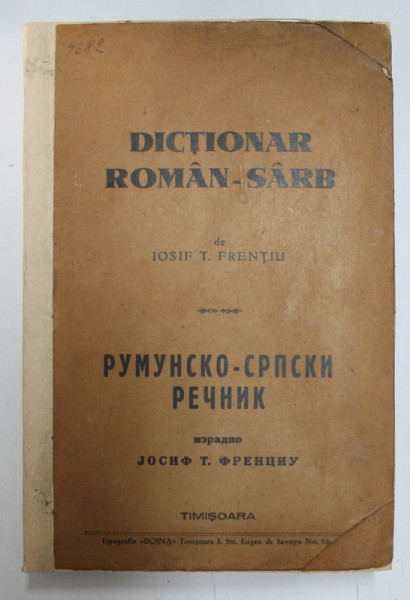 4682
DICȚIONAR
ROMÂN-SÂRB
de
IOSIF T. FRENȚIU
РУМУНСКО-СРПСКИ
РЕЧНИК
израдио
ЈОСИФ Т. ФРЕНЦИУ
TIMIȘOARA
Tipografia «DOINA» Timișoara I. Str. Eugen de Savoya No.